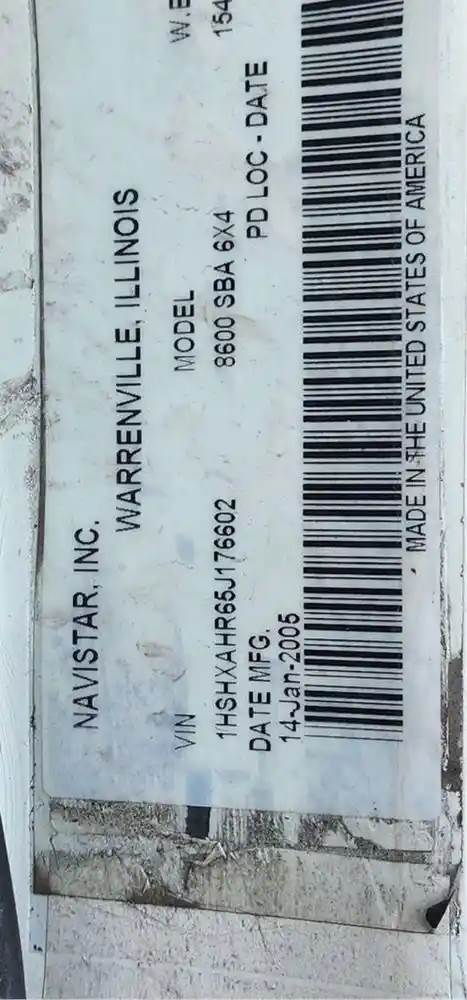 NAVISTAR, INC.
WARRENVILLE, ILLINOIS
VIN MODEL W.B
1HSHXAHR65J176602 8600 SBA 6X4 154
DATE MFG. PD LOC - DATE
14-Jan-2005
MADE IN THE UNITED STATES OF AMERICA